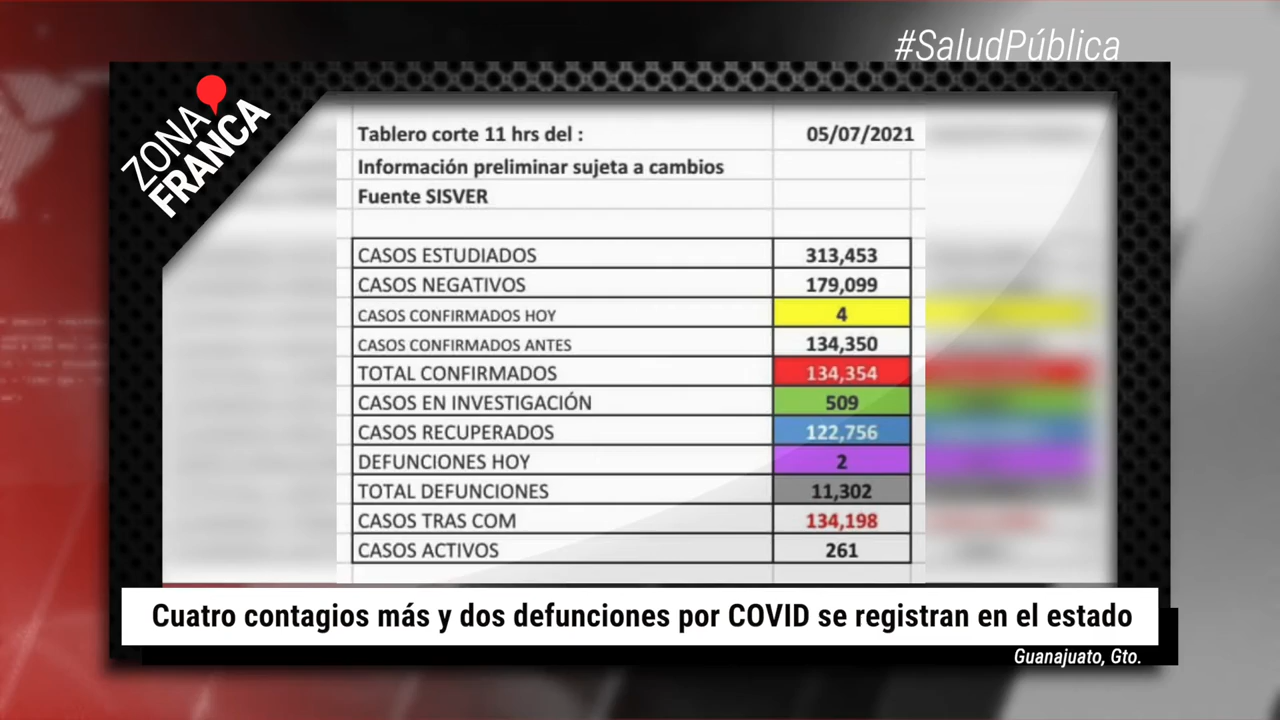 #SaludPública
ZONA
FRANCA
Tablero corte 11 hrs del : 05/07/2021
Información preliminar sujeta a cambios
Fuente SISVER
CASOS ESTUDIADOS 313,453
CASOS NEGATIVOS 179,099
CASOS CONFIRMADOS HOY 4
CASOS CONFIRMADOS ANTES 134,350
TOTAL CONFIRMADOS 134,354
CASOS EN INVESTIGACIÓN 509
CASOS RECUPERADOS 122,756
DEFUNCIONES HOY 2
TOTAL DEFUNCIONES 11,302
CASOS TRAS COM 134,198
CASOS ACTIVOS 261
Cuatro contagios más y dos defunciones por COVID se registran en el estado
Guanajuato, Gto.